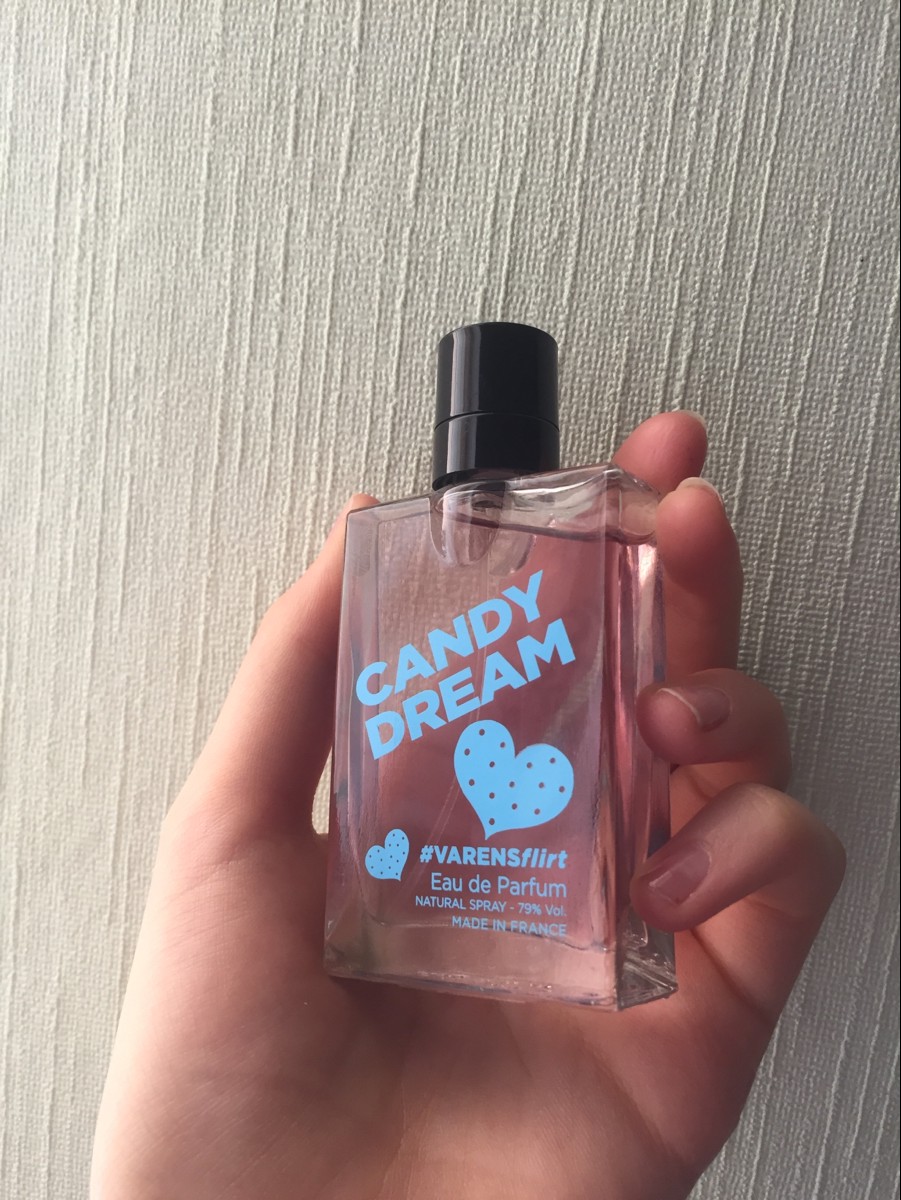 CANDY
DREAM
#VARENSflirt
Eau de Parfum
NATURAL SPRAY - 79% Vol.
MADE IN FRANCE